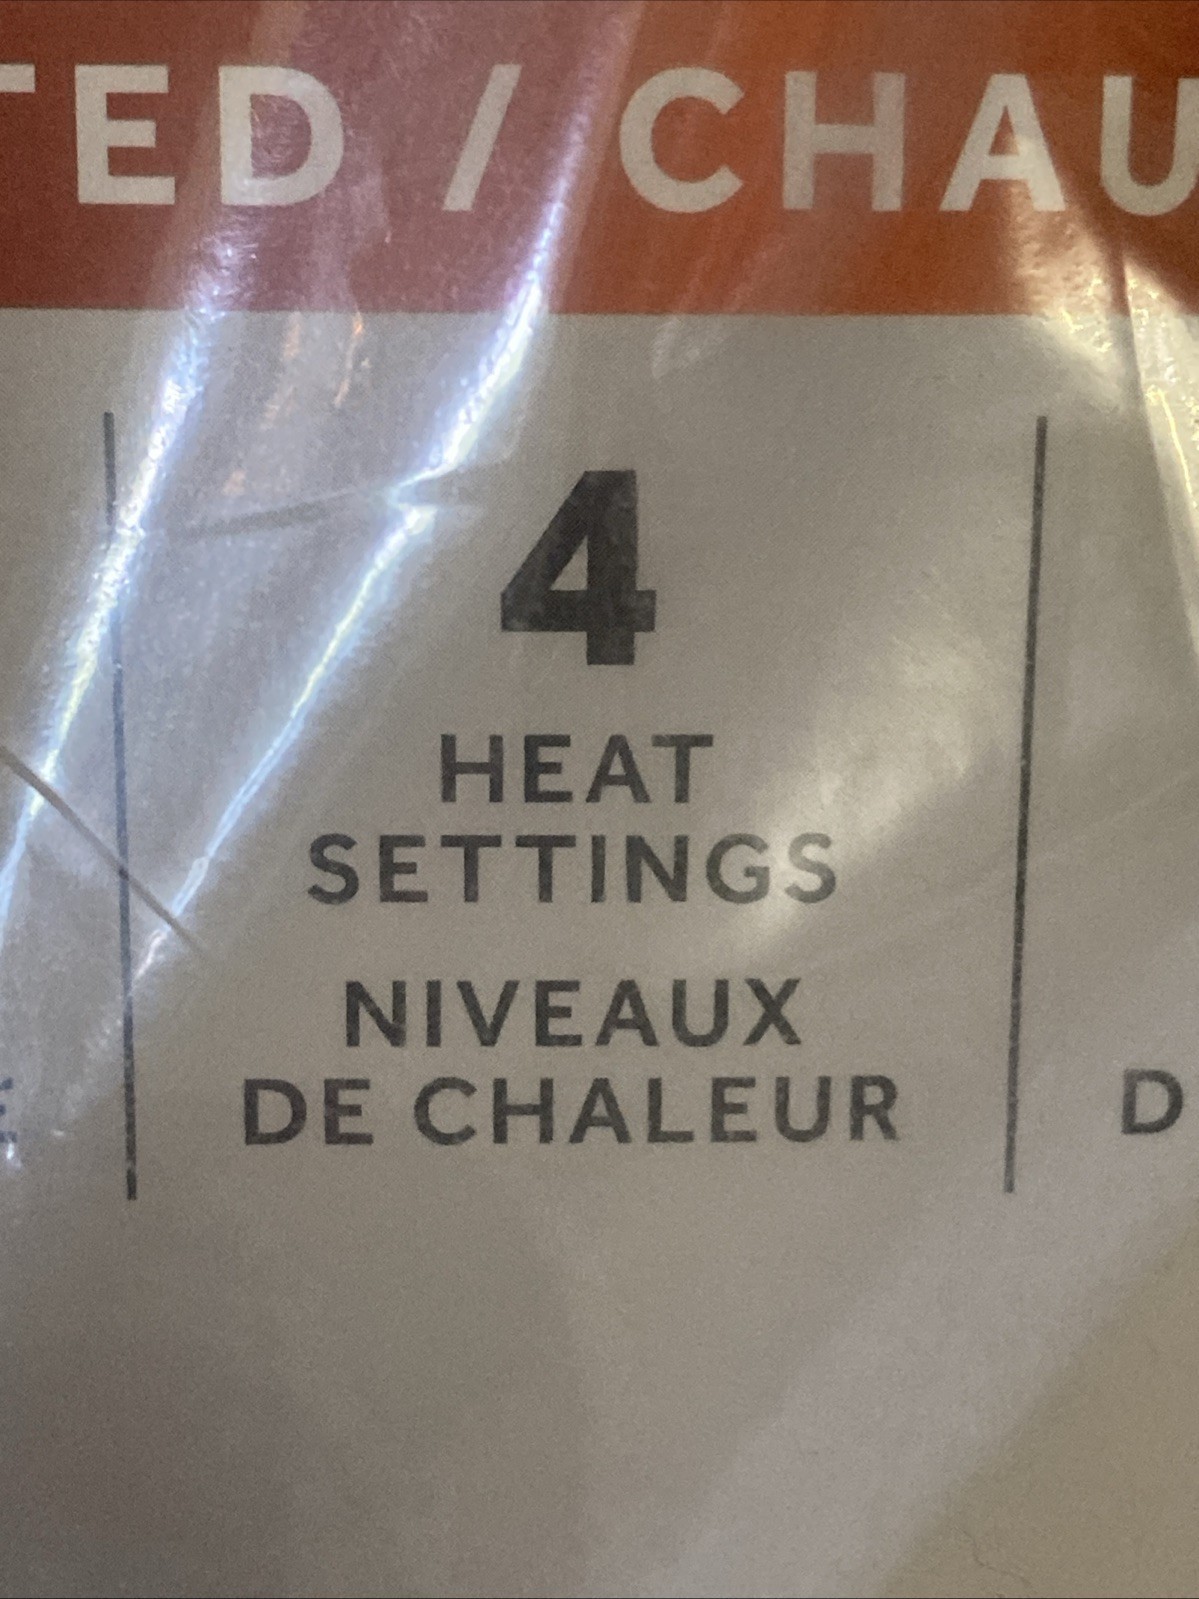 TED / CHAU
4
HEAT
SETTINGS
NIVEAUX
DE CHALEUR
E
D